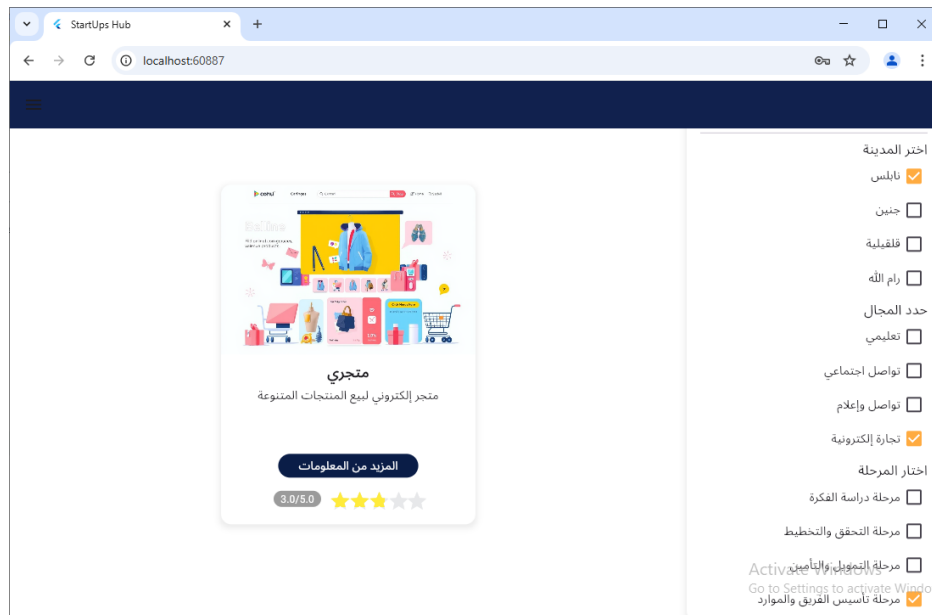 StartUps Hub
localhost:60887
اختر المدينة
نابلس
جنين
قلقيلية
رام الله
حدد المجال
تعليمي
تواصل اجتماعي
تواصل وإعلام
تجارة إلكترونية
اختار المرحلة
مرحلة دراسة الفكرة
مرحلة التحقق والتخطيط
مرحلة التمويل والتأمين
مرحلة تأسيس الفريق والموارد
متجري
متجر إلكتروني لبيع المنتجات المتنوعة
المزيد من المعلومات
3.0/5.0
Activate Windows
Go to Settings to activate Windo